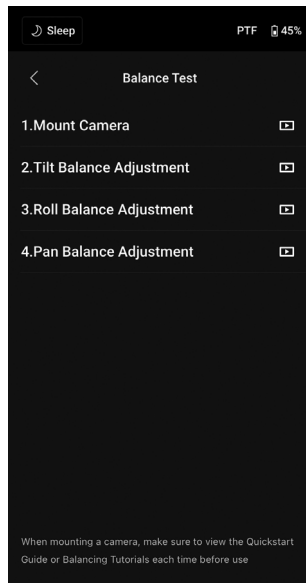 Sleep PTF 45%
Balance Test
1.Mount Camera
2.Tilt Balance Adjustment
3.Roll Balance Adjustment
4.Pan Balance Adjustment
When mounting a camera, make sure to view the Quickstart
Guide or Balancing Tutorials each time before use